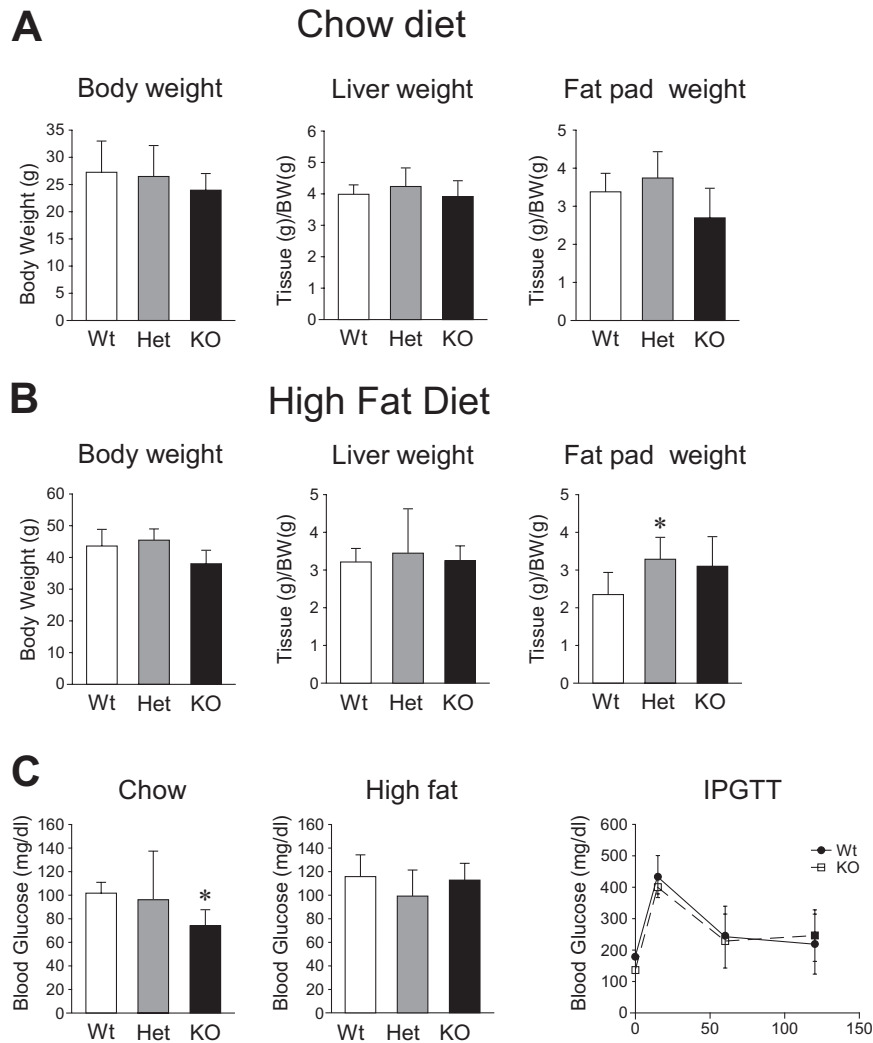 A
Chow diet
Body weight
Liver weight
Fat pad weight
Body Weight (g)
35
30
25
20
15
10
5
0
Wt Het KO
Tissue (g)/BW(g)
6
5
4
3
2
1
0
Wt Het KO
Tissue (g)/BW(g)
5
4
3
2
1
0
Wt Het KO
B
High Fat Diet
Body weight
Liver weight
Fat pad weight
Body Weight (g)
60
50
40
30
20
10
0
Wt Het KO
Tissue (g)/BW(g)
5
4
3
2
1
0
Wt Het KO
Tissue (g)/BW(g)
5
4
3
2
1
0
*
Wt Het KO
C
Chow
High fat
IPGTT
Blood Glucose (mg/dl)
160
140
120
100
80
60
40
20
0
*
Wt Het KO
Blood Glucose (mg/dl)
160
140
120
100
80
60
40
20
0
Wt Het KO
Blood Glucose (mg/dl)
600
500
400
300
200
100
0
Wt
KO
0 50 100 150